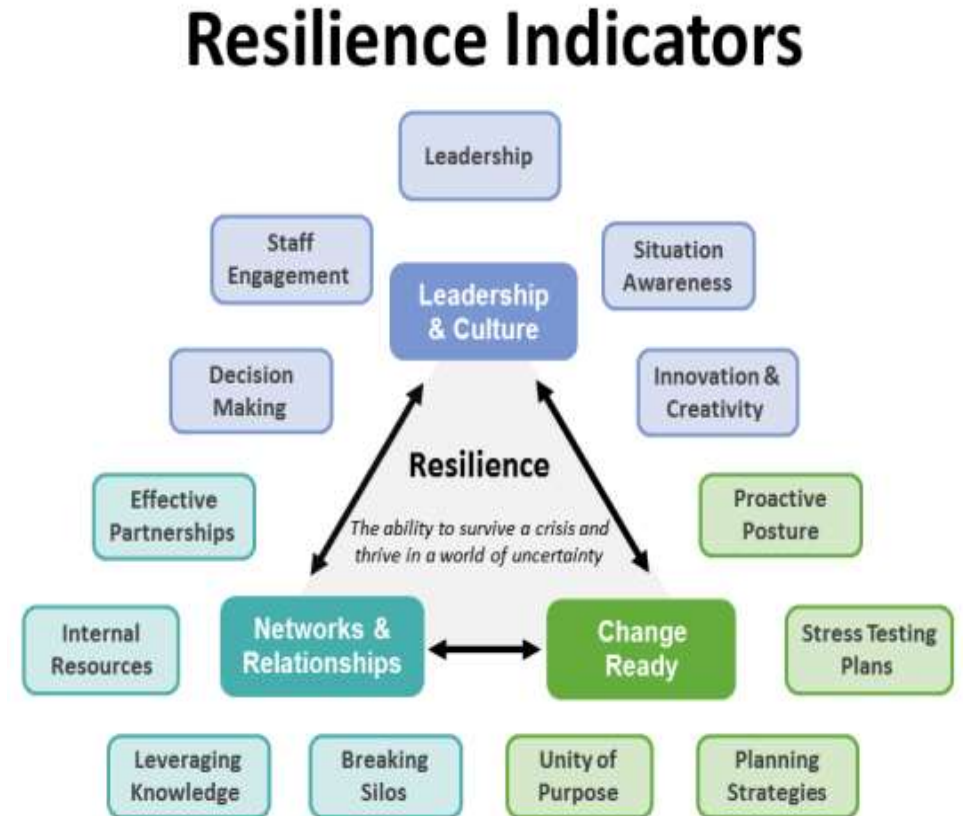 Resilience Indicators
Leadership
Staff
Engagement
Situation
Awareness
Leadership
& Culture
Decision
Making
Innovation &
Creativity
Resilience
The ability to survive a crisis and
thrive in a world of uncertainty
Effective
Partnerships
Proactive
Posture
Internal
Resources
Networks &
Relationships
Change
Ready
Stress Testing
Plans
Leveraging
Knowledge
Breaking
Silos
Unity of
Purpose
Planning
Strategies